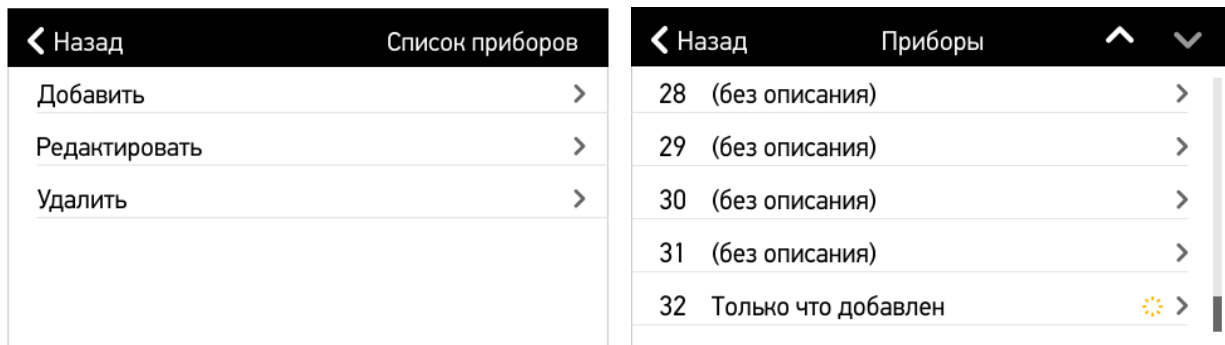 Назад Список приборов
Добавить
Редактировать
Удалить
Назад Приборы
28 (без описания)
29 (без описания)
30 (без описания)
31 (без описания)
32 Только что добавлен